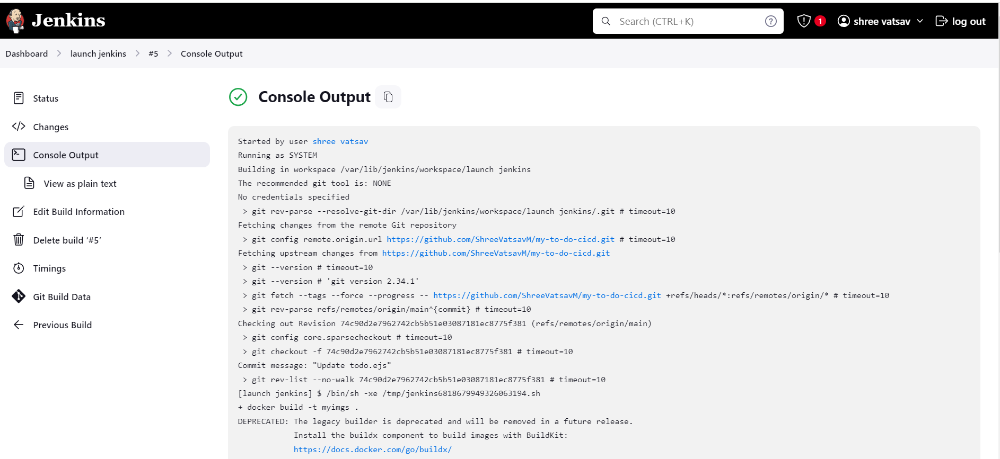 Jenkins
Search (CTRL+K)
?
1
shree vatsav
log out
Dashboard > launch jenkins > #5 > Console Output
Status
Changes
Console Output
View as plain text
Edit Build Information
Delete build ‘#5’
Timings
Git Build Data
Previous Build
Console Output
Started by user shree vatsav
Running as SYSTEM
Building in workspace /var/lib/jenkins/workspace/launch jenkins
The recommended git tool is: NONE
No credentials specified
 > git rev-parse --resolve-git-dir /var/lib/jenkins/workspace/launch jenkins/.git # timeout=10
Fetching changes from the remote Git repository
 > git config remote.origin.url https://github.com/ShreeVatsavM/my-to-do-cicd.git # timeout=10
Fetching upstream changes from https://github.com/ShreeVatsavM/my-to-do-cicd.git
 > git --version # timeout=10
 > git --version # 'git version 2.34.1'
 > git fetch --tags --force --progress -- https://github.com/ShreeVatsavM/my-to-do-cicd.git +refs/heads/*:refs/remotes/origin/* # timeout=10
 > git rev-parse refs/remotes/origin/main^{commit} # timeout=10
Checking out Revision 74c90d2e7962742cb5b51e03087181ec8775f381 (refs/remotes/origin/main)
 > git config core.sparsecheckout # timeout=10
 > git checkout -f 74c90d2e7962742cb5b51e03087181ec8775f381 # timeout=10
Commit message: "Update todo.ejs"
 > git rev-list --no-walk 74c90d2e7962742cb5b51e03087181ec8775f381 # timeout=10
[launch jenkins] $ /bin/sh -xe /tmp/jenkins6818679949326063194.sh
+ docker build -t myimgs .
DEPRECATED: The legacy builder is deprecated and will be removed in a future release.
            Install the buildx component to build images with BuildKit:
            https://docs.docker.com/go/buildx/